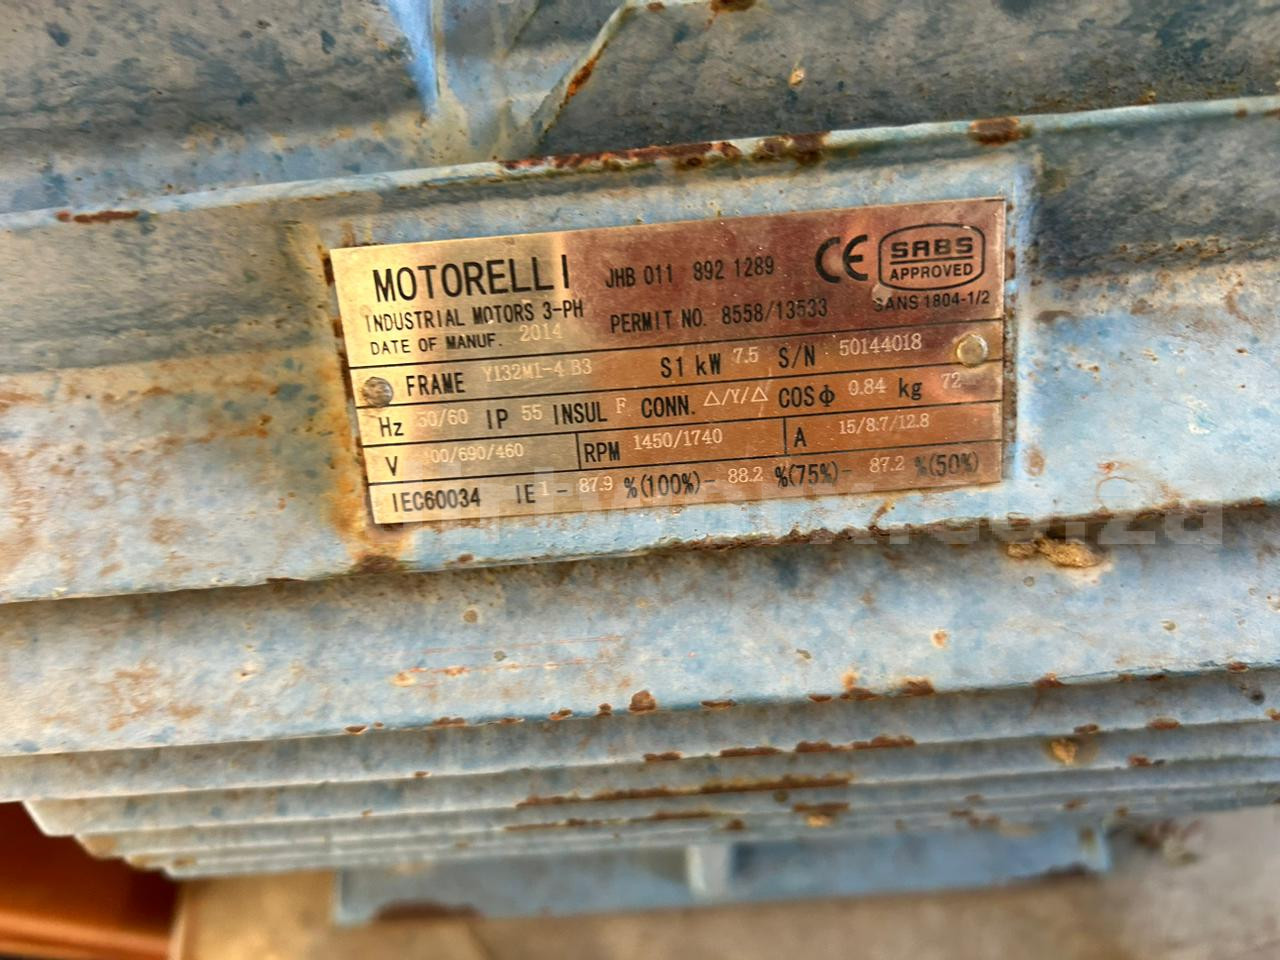 MOTORELLI JHB 011 892 1289 CE SABS APPROVED
INDUSTRIAL MOTORS 3-PH PERMIT NO. 8558/13533 SANS 1804-1/2
DATE OF MANUF. 2014
FRAME Y132M1-4 B3 S1 kW 7.5 S/N 50144018
Hz 50/60 IP 55 INSUL F CONN. △/Y/△ COSΦ 0.84 kg 72
V 400/690/460 RPM 1450/1740 A 15/8.7/12.8
IEC60034 IE 1 - 87.9 %(100%)- 88.2 %(75%)- 87.2 %(50%)